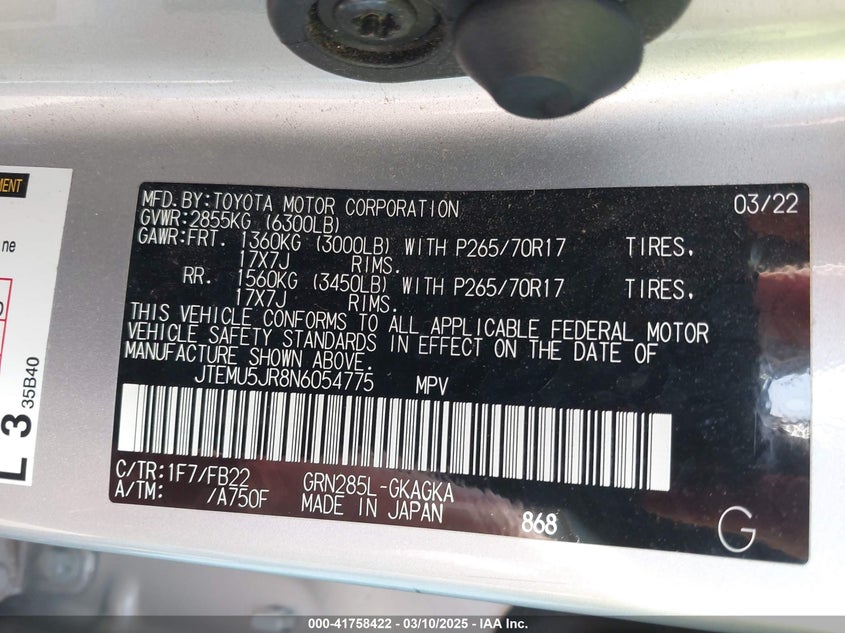 MENT
ne
L 3
35B40
MFD.BY:TOYOTA MOTOR CORPORATION 03/22
GVWR:2855KG (6300LB)
GAWR:FRT. 1360KG (3000LB) WITH P265/70R17 TIRES,
17X7J RIMS.
RR. 1560KG (3450LB) WITH P265/70R17 TIRES,
17X7J RIMS.
THIS VEHICLE CONFORMS TO ALL APPLICABLE FEDERAL MOTOR
VEHICLE SAFETY STANDARDS IN EFFECT ON THE DATE OF
MANUFACTURE SHOWN ABOVE.
JTEMU5JR8N6054775 MPV
C/TR:1F7/FB22 GRN285L-GKAGKA
A/TM: /A750F MADE IN JAPAN 868 G
000-41758422 - 03/10/2025 - IAA Inc.